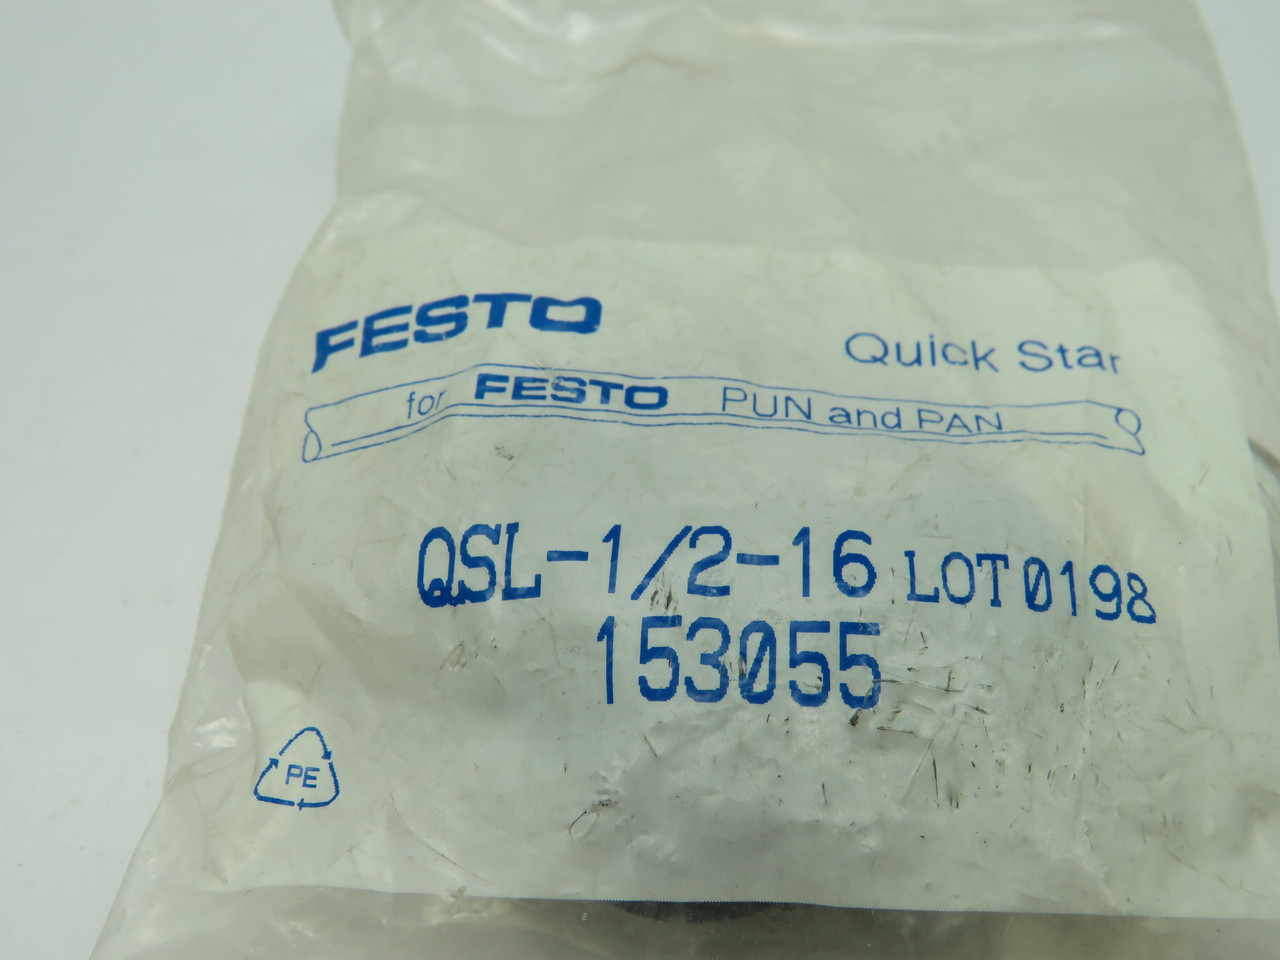 FESTO
Quick Star
for FESTO PUN and PAN
QSL-1/2-16 LOT 0198
153055
PE